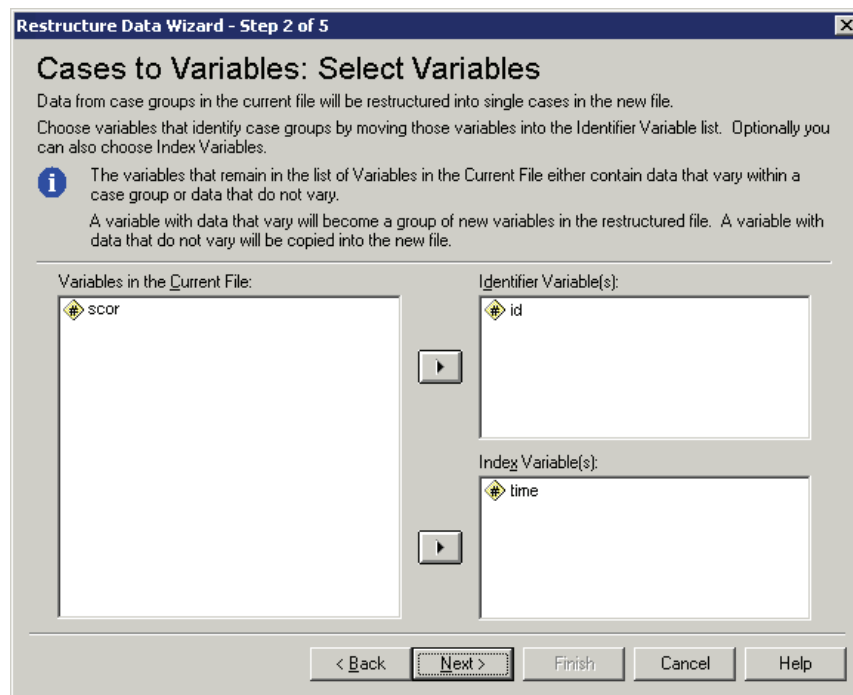 Restructure Data Wizard - Step 2 of 5
Cases to Variables: Select Variables
Data from case groups in the current file will be restructured into single cases in the new file.
Choose variables that identify case groups by moving those variables into the Identifier Variable list. Optionally you
can also choose Index Variables.
The variables that remain in the list of Variables in the Current File either contain data that vary within a
case group or data that do not vary.
A variable with data that vary will become a group of new variables in the restructured file. A variable with
data that do not vary will be copied into the new file.
Variables in the Current File:
scor
Identifier Variable(s):
id
Index Variable(s):
time
< Back
Next >
Finish
Cancel
Help